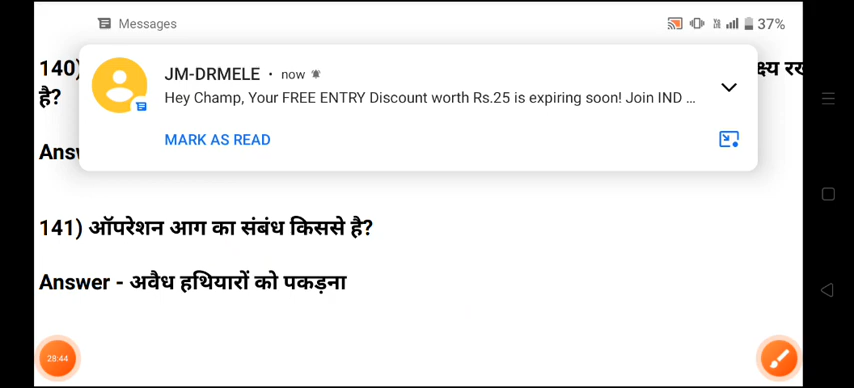 Messages
37%
140)
क्ष्य रख
है?
JM-DRMELE • now
Hey Champ, Your FREE ENTRY Discount worth Rs.25 is expiring soon! Join IND ...
Ans
MARK AS READ
141) ऑपरेशन आग का संबंध किससे है?
Answer - अवैध हथियारों को पकड़ना
28:44